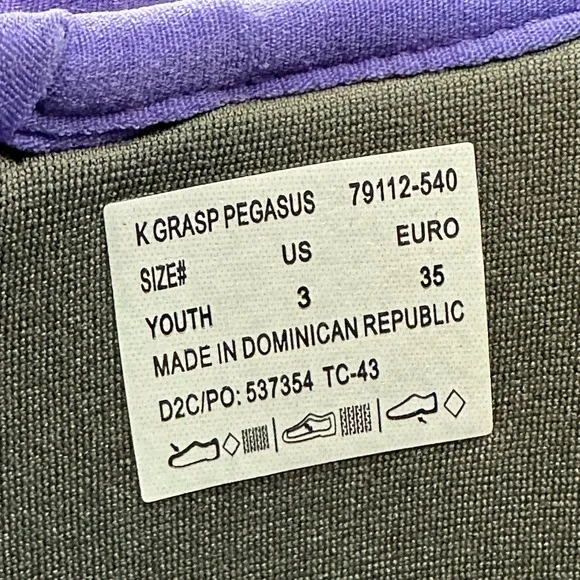 K GRASP PEGASUS 79112-540
SIZE# US EURO
YOUTH 3 35
MADE IN DOMINICAN REPUBLIC
D2C/PO: 537354 TC-43